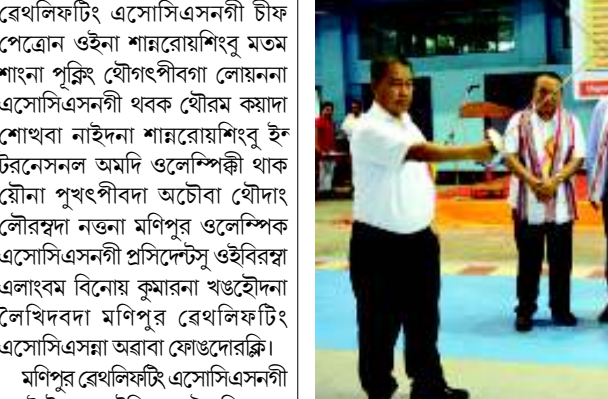 ৱেথলিফটিং এসোসিএসনগী চীফ
পেত্রোন ওইনা শান্নরোয়শিংবু মতম
শাংনা পূক্নিং থৌগৎপীবগা লোয়ননা
এসোসিএসনগী থবক থৌরম কয়াদা
শোত্থবা নাইদনা শান্নরোয়শিংবু ইন্
টরনেসনল অমদি ওলেম্পিক্কী থাক
য়ৌনা পুখৎপীবদা অচৌবা থৌদাং
লৌরম্বদা নত্তনা মণিপুর ওলেম্পিক
এসোসিএসনগী প্রসিদেন্টসু ওইবিরম্বা
এলাংবম বিনোয় কুমারনা খঙহৌদনা
লৈখিদবদা মণিপুর ৱেথলিফটিং
এসোসিএসন্না অৱাবা ফোঙদোরক্লি।
মণিপুর ৱেথলিফটিং এসোসিএসনগী